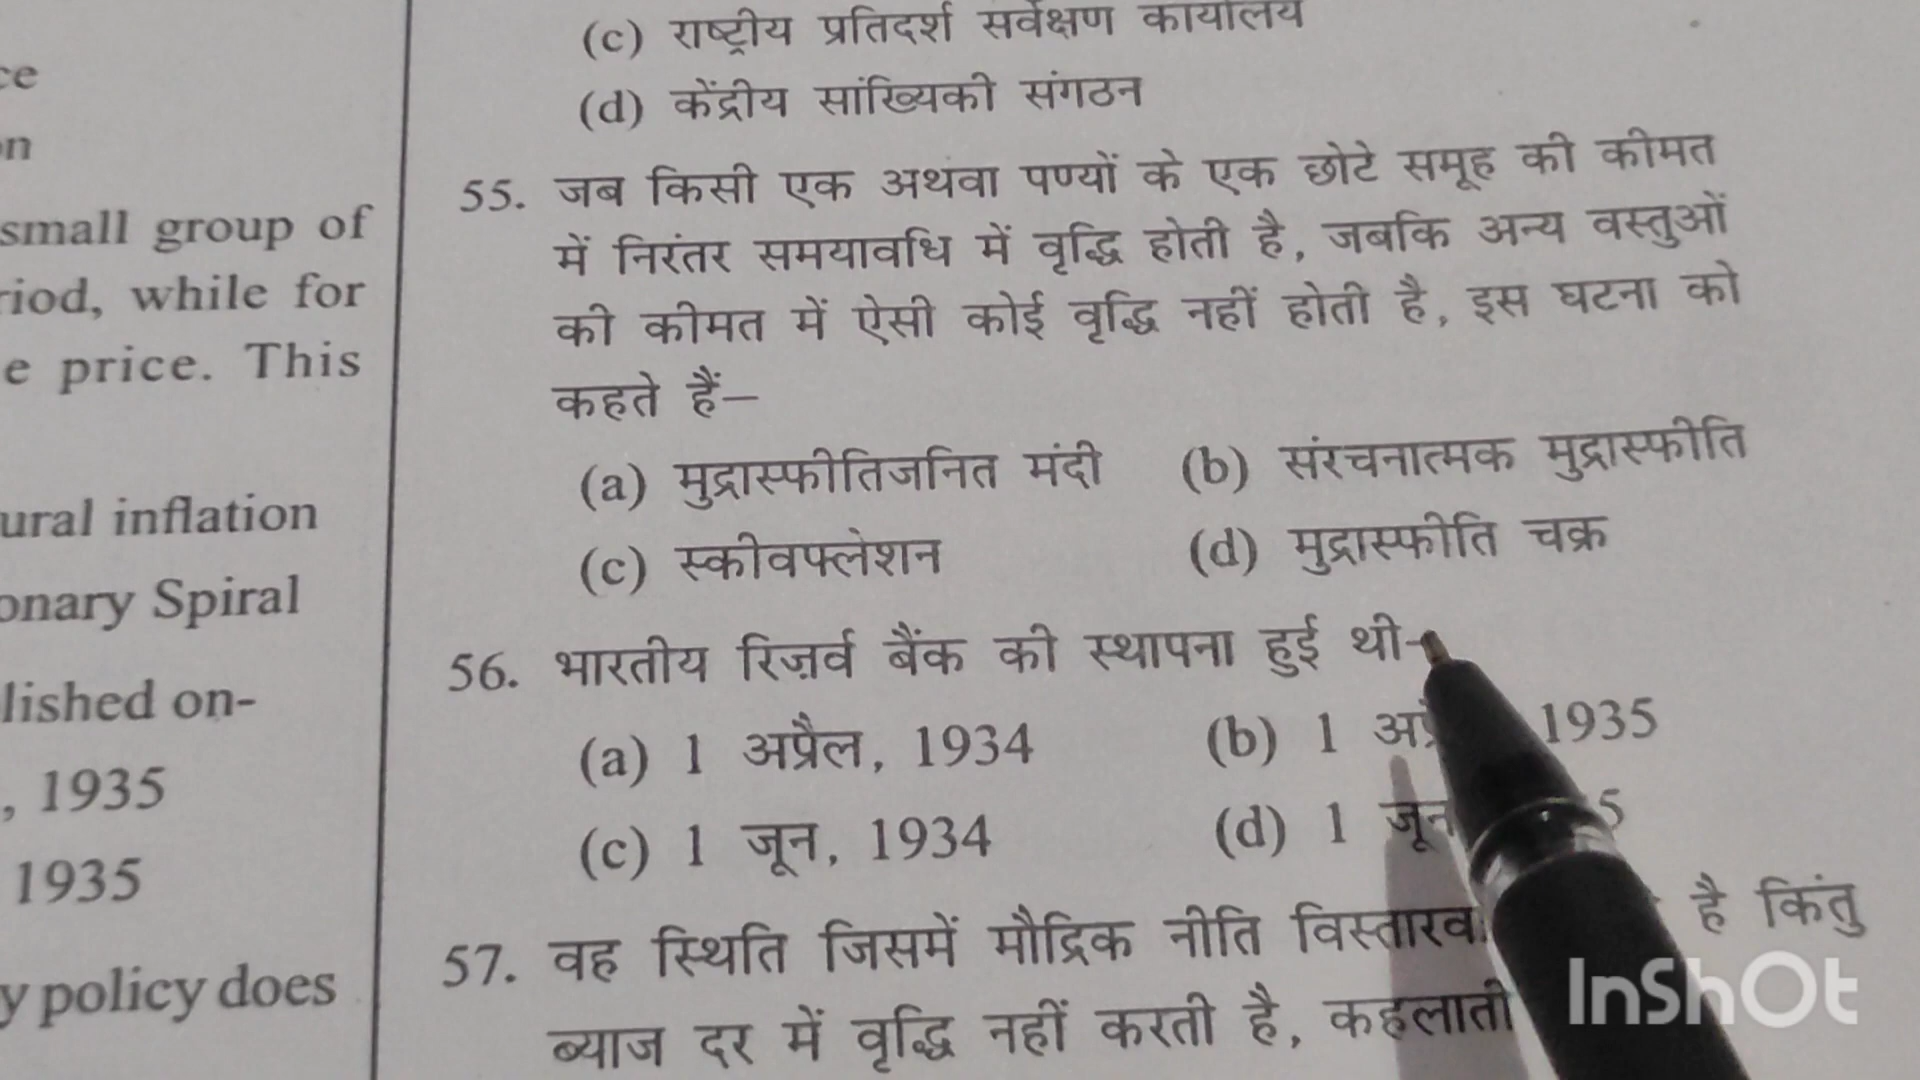 ce
on
small group of
riod, while for
e price. This
ural inflation
onary Spiral
lished on-
, 1935
1935
y policy does
(c) राष्ट्रीय प्रतिदर्श सर्वेक्षण कार्यालय
(d) केंद्रीय सांख्यिकी संगठन
55. जब किसी एक अथवा पण्यों के एक छोटे समूह की कीमत
में निरंतर समयावधि में वृद्धि होती है, जबकि अन्य वस्तुओं
की कीमत में ऐसी कोई वृद्धि नहीं होती है, इस घटना को
कहते हैं–
(a) मुद्रास्फीतिजनित मंदी (b) संरचनात्मक मुद्रास्फीति
(c) स्कीवफ्लेशन (d) मुद्रास्फीति चक्र
56. भारतीय रिज़र्व बैंक की स्थापना हुई थी-
(a) 1 अप्रैल, 1934 (b) 1 1935
(c) 1 जून, 1934 (d) 1 जून
57. वह स्थिति जिसमें मौद्रिक नीति है किंतु
ब्याज दर में वृद्धि नहीं करती है, कहलाती
InShOt